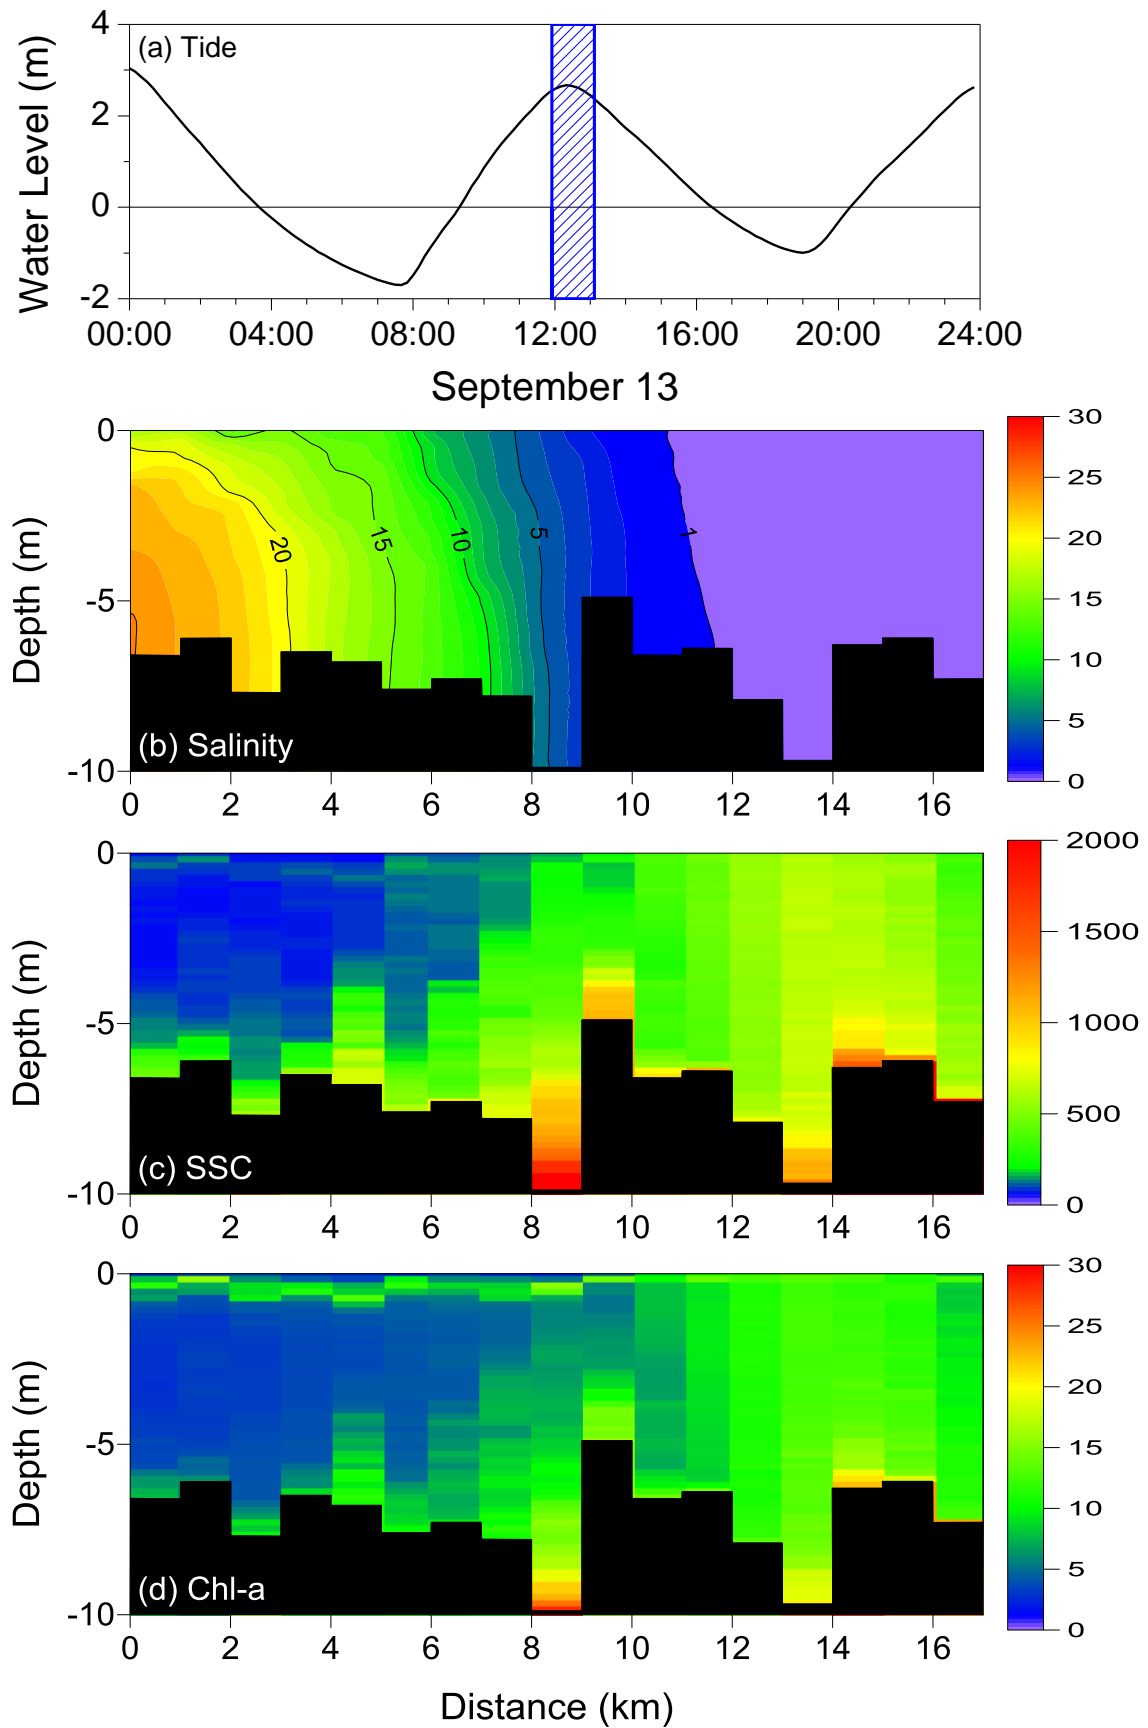 (a) Tide
Water Level (m)
4
2
0
-2
00:00 04:00 08:00 12:00 16:00 20:00 24:00
September 13
Depth (m)
0
-5
-10
20 15 10 5 1
(b) Salinity
0 2 4 6 8 10 12 14 16
30
25
20
15
10
5
0
Depth (m)
0
-5
-10
(c) SSC
0 2 4 6 8 10 12 14 16
2000
1500
1000
500
0
Depth (m)
0
-5
-10
(d) Chl-a
0 2 4 6 8 10 12 14 16
30
25
20
15
10
5
0
Distance (km)